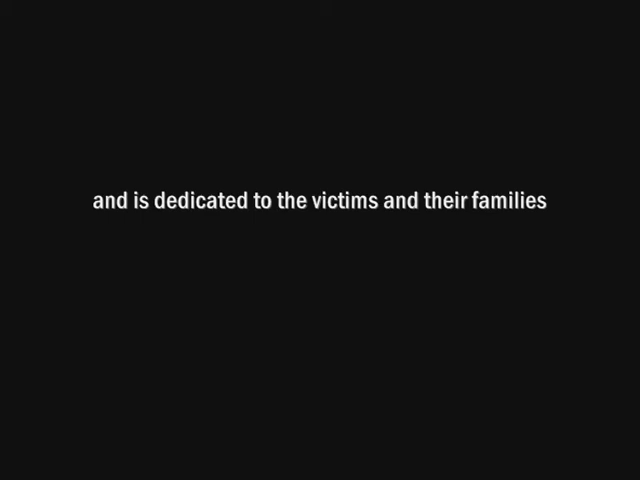 and is dedicated to the victims and their families